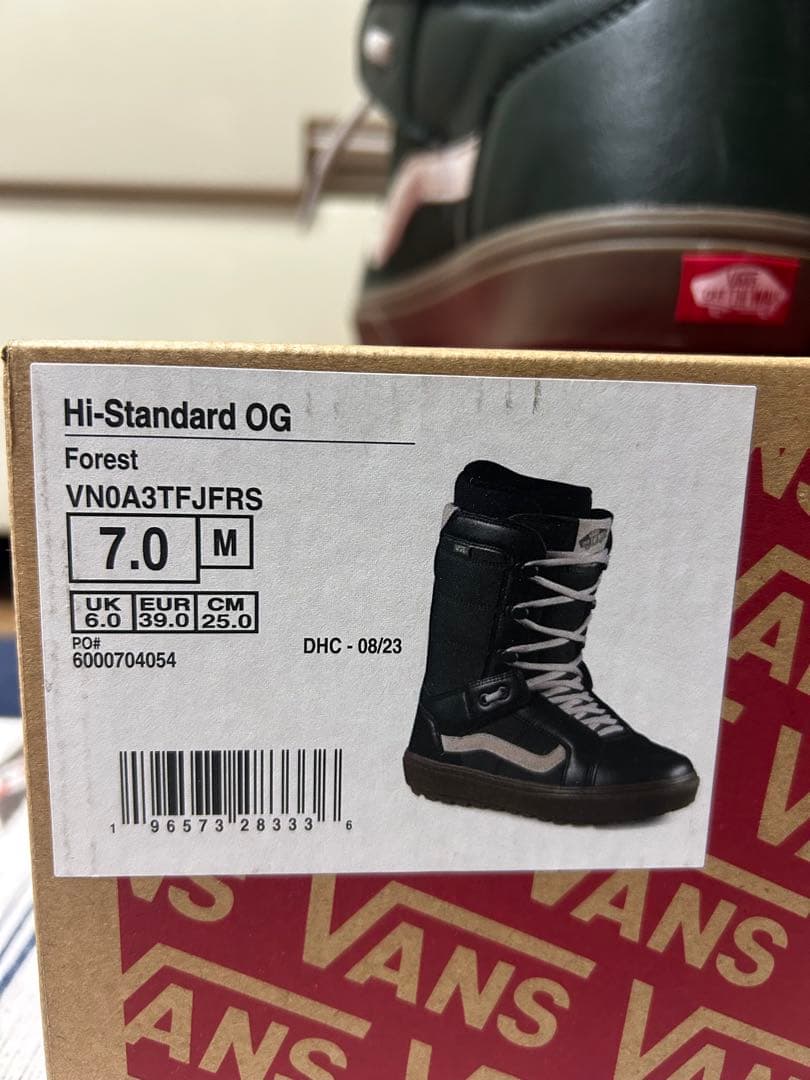 VANS
OFF THE WALL
Hi-Standard OG
Forest
VN0A3TFJFRS
7.0 M
UK EUR CM
6.0 39.0 25.0
PO#
6000704054
DHC - 08/23
1 96573 28333 6
VANS
VANS
VANS
VANS